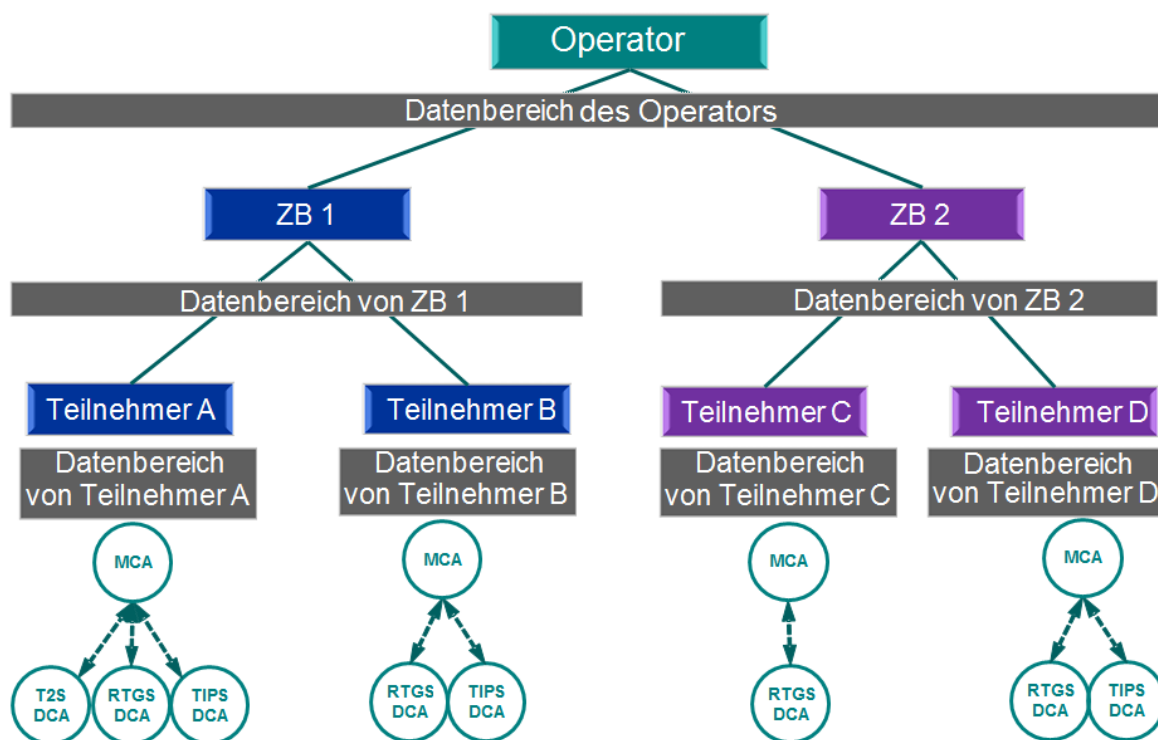 Operator
Datenbereich des Operators
ZB 1
ZB 2
Datenbereich von ZB 1
Datenbereich von ZB 2
Teilnehmer A
Teilnehmer B
Teilnehmer C
Teilnehmer D
Datenbereich
von Teilnehmer A
Datenbereich
von Teilnehmer B
Datenbereich
von Teilnehmer C
Datenbereich
von Teilnehmer D
MCA
MCA
MCA
MCA
T2S
DCA
RTGS
DCA
TIPS
DCA
RTGS
DCA
TIPS
DCA
RTGS
DCA
RTGS
DCA
TIPS
DCA